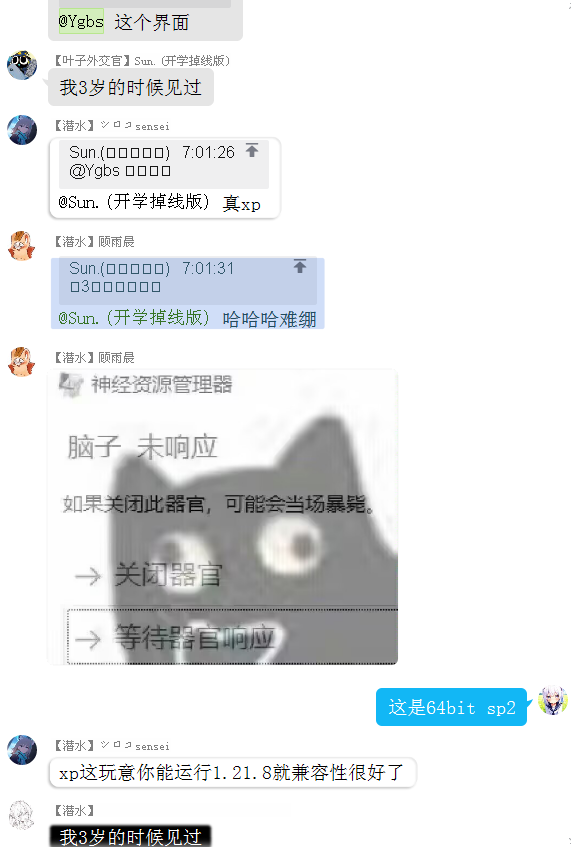 @Ygbs 这个界面
【叶子外交官】Sun. (开学掉线版)
我3岁的时候见过
【潜水】シロコsensei
Sun.(□□□□□) 7:01:26
@Ygbs □□□□
@Sun. (开学掉线版) 真xp
【潜水】顾雨晨
Sun.(□□□□□) 7:01:31
□3□□□□□□
@Sun. (开学掉线版) 哈哈哈难绷
【潜水】顾雨晨
神经资源管理器
脑子 未响应
如果关闭此器官，可能会当场暴毙。
→ 关闭器官
→ 等待器官响应
这是64bit sp2
【潜水】シロコsensei
xp这玩意你能运行1.21.8就兼容性很好了
【潜水】
我3岁的时候见过